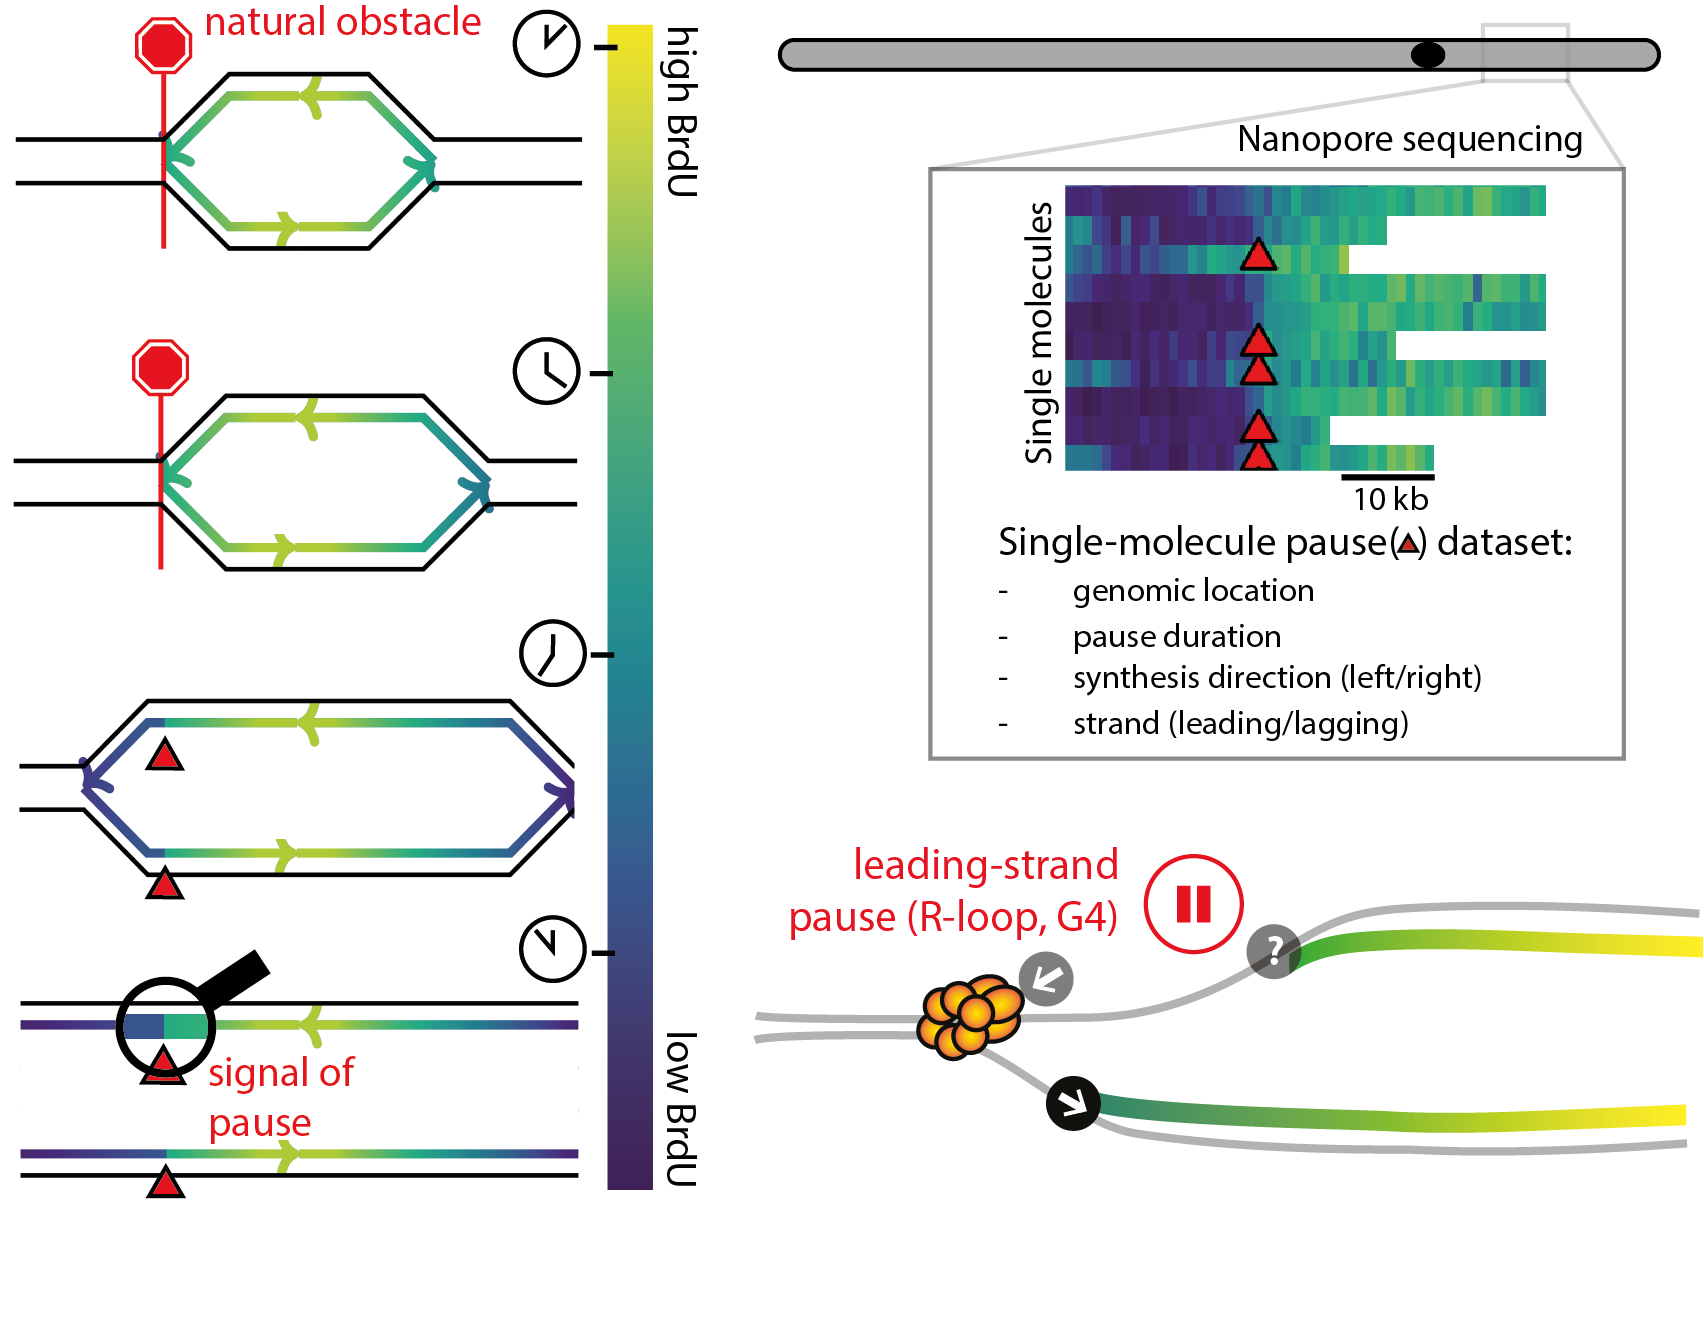 natural obstacle
high BrdU
low BrdU
signal of
pause
Nanopore sequencing
Single molecules
10 kb
Single-molecule pause( ) dataset:
- genomic location
- pause duration
- synthesis direction (left/right)
- strand (leading/lagging)
leading-strand
pause (R-loop, G4)
?